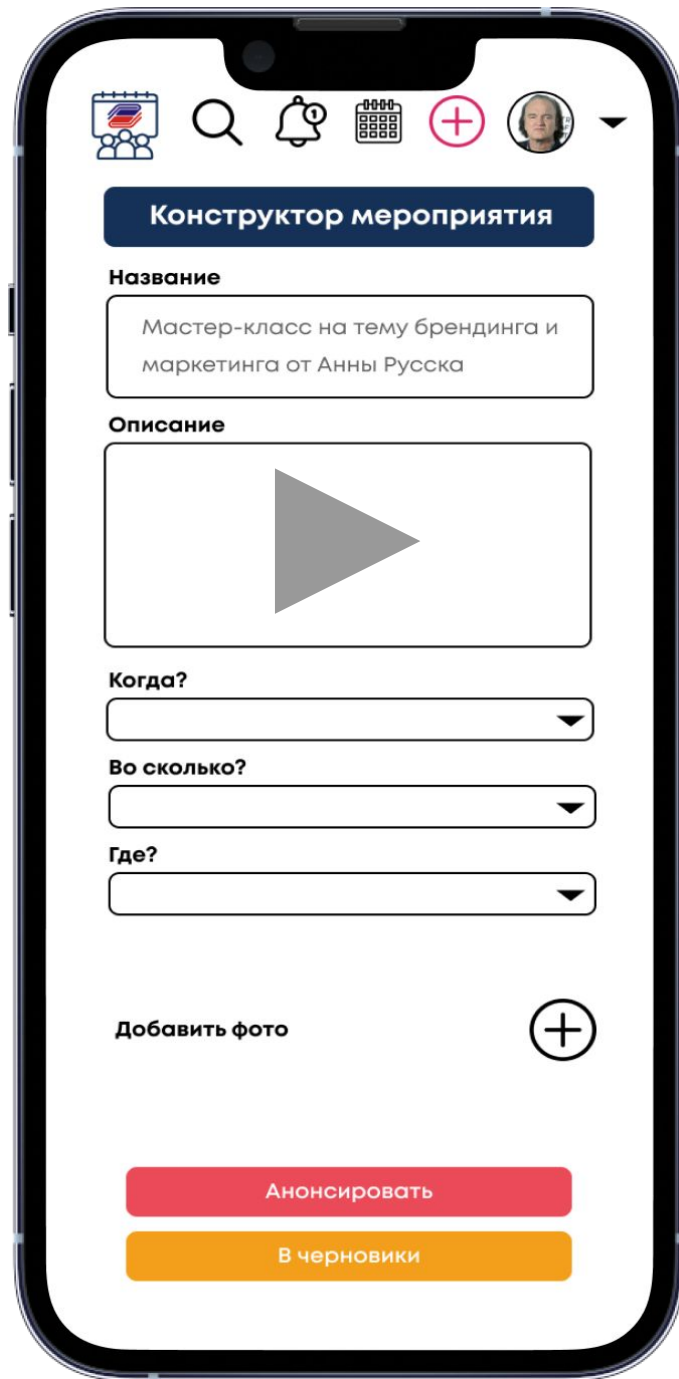 1
Конструктор мероприятия
Название
Мастер-класс на тему брендинга и
маркетинга от Анны Русска
Описание
Когда?
Во сколько?
Где?
Добавить фото
Анонсировать
В черновики